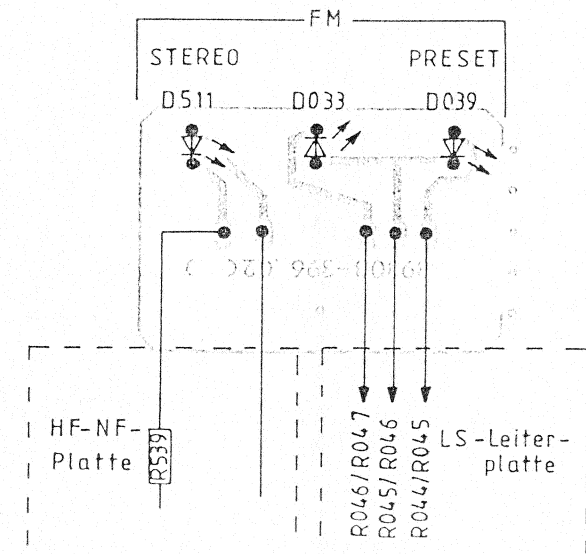 FM
STEREO PRESET
D511 D033 D039
HF-NF-
Platte
R539
R046/R047
R045/R046
R044/R045
LS-Leiter-
platte